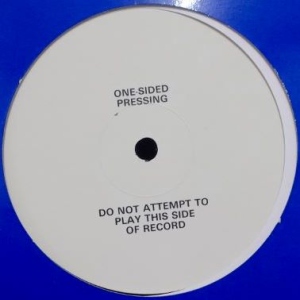 ONE-SIDED
PRESSING
DO NOT ATTEMPT TO
PLAY THIS SIDE
OF RECORD